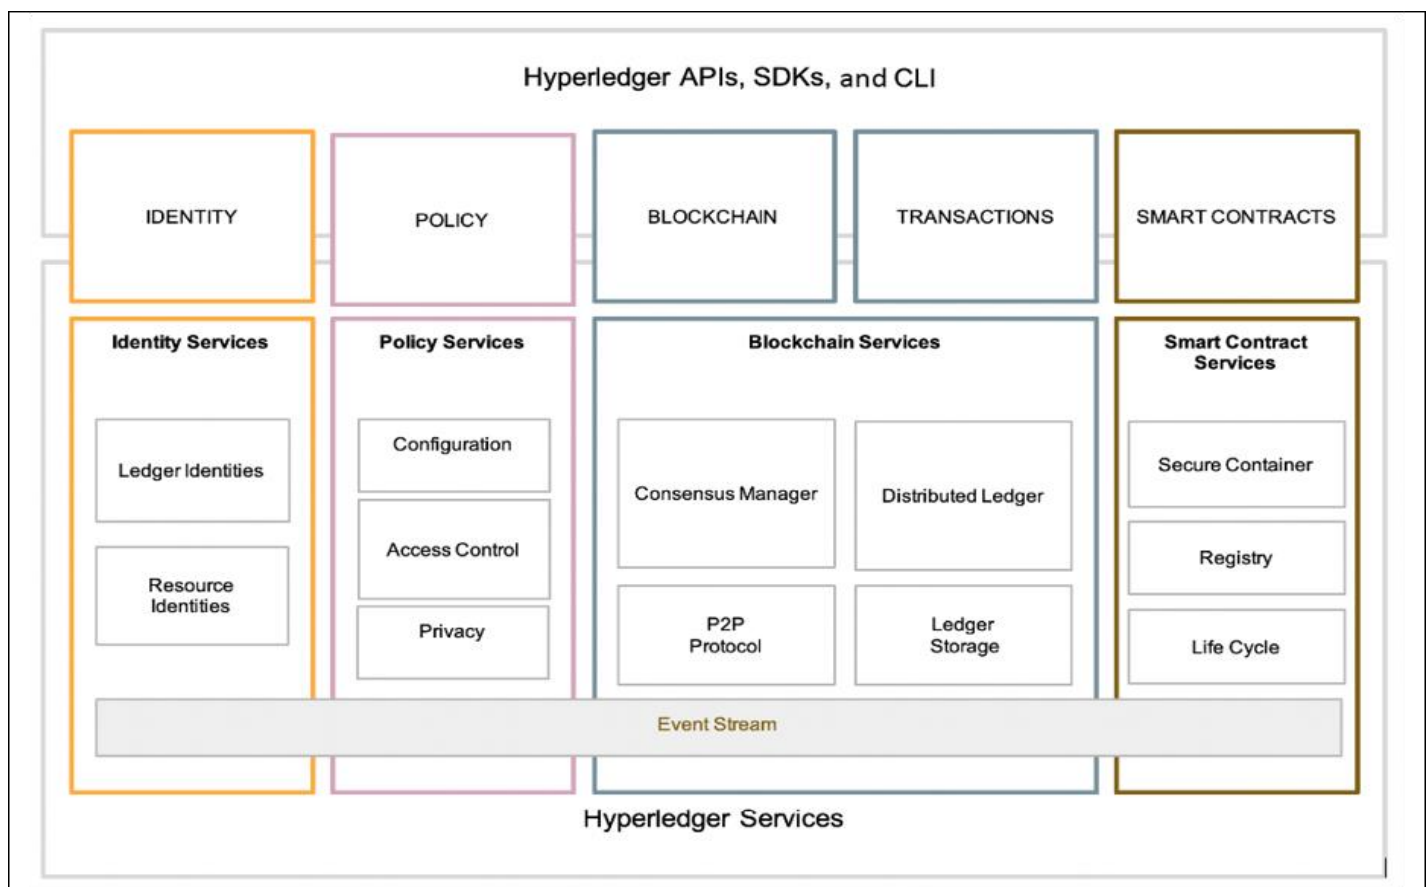 Hyperledger APIs, SDKs, and CLI
IDENTITY
POLICY
BLOCKCHAIN
TRANSACTIONS
SMART CONTRACTS
Identity Services
Ledger Identities
Resource
Identities
Policy Services
Configuration
Access Control
Privacy
Blockchain Services
Consensus Manager
Distributed Ledger
P2P
Protocol
Ledger
Storage
Smart Contract
Services
Secure Container
Registry
Life Cycle
Event Stream
Hyperledger Services